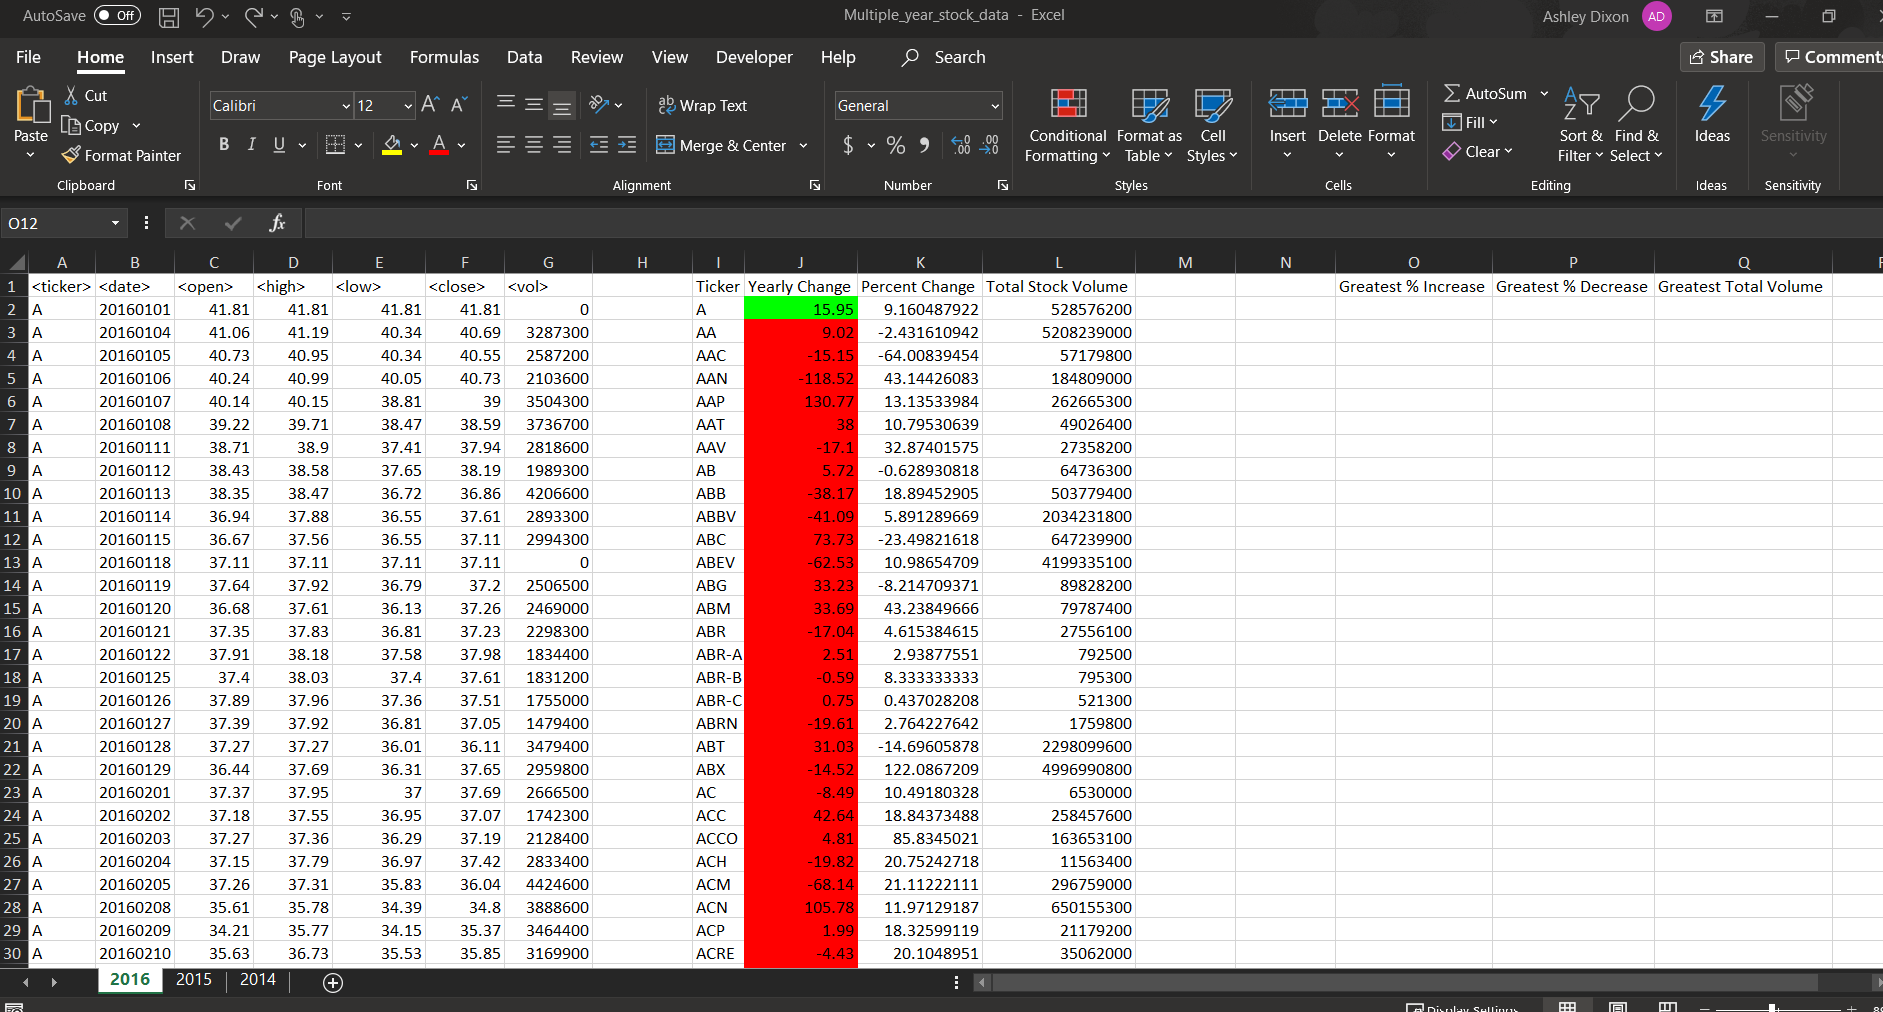 AutoSave Off Multiple_year_stock_data - Excel Ashley Dixon AD
File Home Insert Draw Page Layout Formulas Data Review View Developer Help Search Share Comments
Paste Cut Copy Format Painter
Clipboard
Calibri 12 A A
B I U A
Font
Wrap Text
Merge & Center
Alignment
General
$ % 9 .00 .00
Number
Conditional Formatting Format as Table Cell Styles
Styles
Insert Delete Format
Cells
AutoSum Fill Clear Sort & Filter Find & Select
Editing
Ideas
Ideas
Sensitivity
Sensitivity
O12 fx
A B C D E F G H I J K L M N O P Q
1 <ticker> <date> <open> <high> <low> <close> <vol> Ticker Yearly Change Percent Change Total Stock Volume Greatest % Increase Greatest % Decrease Greatest Total Volume
2 A 20160101 41.81 41.81 41.81 41.81 0 A 15.95 9.160487922 528576200
3 A 20160104 41.06 41.19 40.34 40.69 3287300 AA 9.02 -2.431610942 5208239000
4 A 20160105 40.73 40.95 40.34 40.55 2587200 AAC -15.15 -64.00839454 57179800
5 A 20160106 40.24 40.99 40.05 40.73 2103600 AAN -118.52 43.14426083 184809000
6 A 20160107 40.14 40.15 38.81 39 3504300 AAP 130.77 13.13533984 262665300
7 A 20160108 39.22 39.71 38.47 38.59 3736700 AAT 38 10.79530639 49026400
8 A 20160111 38.71 38.9 37.41 37.94 2818600 AAV -17.1 32.87401575 27358200
9 A 20160112 38.43 38.58 37.65 38.19 1989300 AB 5.72 -0.628930818 64736300
10 A 20160113 38.35 38.47 36.72 36.86 4206600 ABB -38.17 18.89452905 503779400
11 A 20160114 36.94 37.88 36.55 37.61 2893300 ABBV -41.09 5.891289669 2034231800
12 A 20160115 36.67 37.56 36.55 37.11 2994300 ABC 73.73 -23.49821618 647239900
13 A 20160118 37.11 37.11 37.11 37.11 0 ABEV -62.53 10.98654709 4199335100
14 A 20160119 37.64 37.92 36.79 37.2 2506500 ABG 33.23 -8.214709371 89828200
15 A 20160120 36.68 37.61 36.13 37.26 2469000 ABM 33.69 43.23849666 79787400
16 A 20160121 37.35 37.83 36.81 37.23 2298300 ABR -17.04 4.615384615 27556100
17 A 20160122 37.91 38.18 37.58 37.98 1834400 ABR-A 2.51 2.93877551 792500
18 A 20160125 37.4 38.03 37.4 37.61 1831200 ABR-B -0.59 8.333333333 795300
19 A 20160126 37.89 37.96 37.36 37.51 1755000 ABR-C 0.75 0.437028208 521300
20 A 20160127 37.39 37.92 36.81 37.05 1479400 ABRN -19.61 2.764227642 1759800
21 A 20160128 37.27 37.27 36.01 36.11 3479400 ABT 31.03 -14.69605878 2298099600
22 A 20160129 36.44 37.69 36.31 37.65 2959800 ABX -14.52 122.0867209 4996990800
23 A 20160201 37.37 37.95 37 37.69 2666500 AC -8.49 10.49180328 6530000
24 A 20160202 37.18 37.55 36.95 37.07 1742300 ACC 42.64 18.84373488 258457600
25 A 20160203 37.27 37.36 36.29 37.19 2128400 ACCO 4.81 85.8345021 163653100
26 A 20160204 37.15 37.79 36.97 37.42 2833400 ACH -19.82 20.75242718 11563400
27 A 20160205 37.26 37.31 35.83 36.04 4424600 ACM -68.14 21.11222111 296759000
28 A 20160208 35.61 35.78 34.39 34.8 3888600 ACN 105.78 11.97129187 650155300
29 A 20160209 34.21 35.77 34.15 35.37 3464400 ACP 1.99 18.32599119 21179200
30 A 20160210 35.63 36.73 35.53 35.85 3169900 ACRE -4.43 20.1048951 35062000
2016 2015 2014
Display Settings